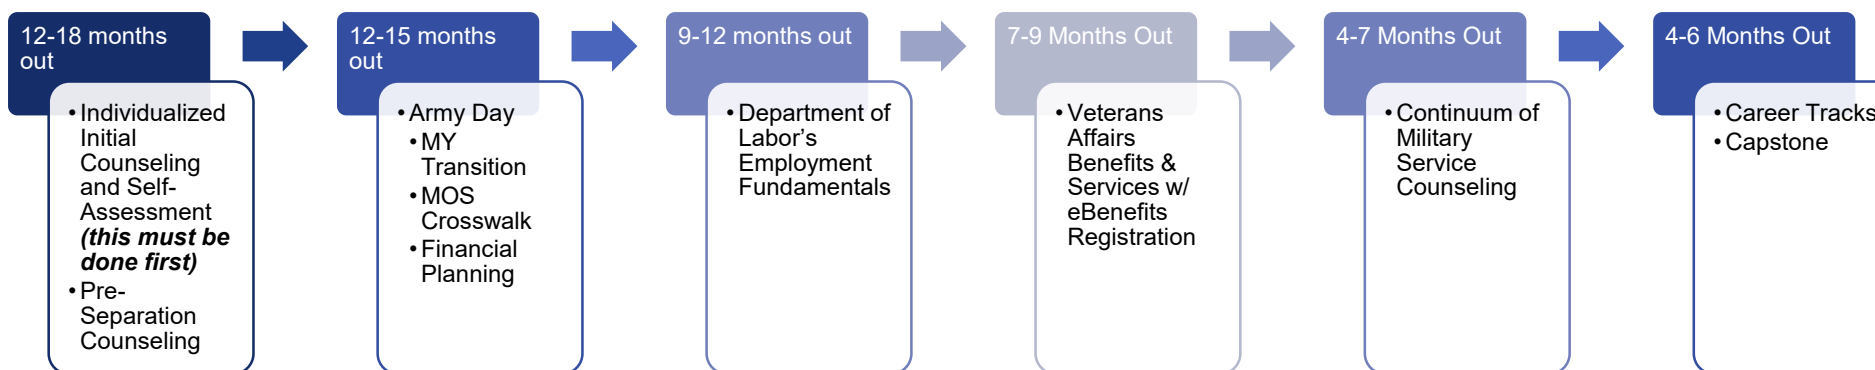 12-18 months
out
• Individualized
Initial
Counseling
and Self-
Assessment
(this must be
done first)
• Pre-
Separation
Counseling
12-15 months
out
• Army Day
• MY
Transition
• MOS
Crosswalk
• Financial
Planning
9-12 months out
• Department of
Labor’s
Employment
Fundamentals
7-9 Months Out
• Veterans
Affairs
Benefits &
Services w/
eBenefits
Registration
4-7 Months Out
• Continuum of
Military
Service
Counseling
4-6 Months Out
• Career Tracks
• Capstone